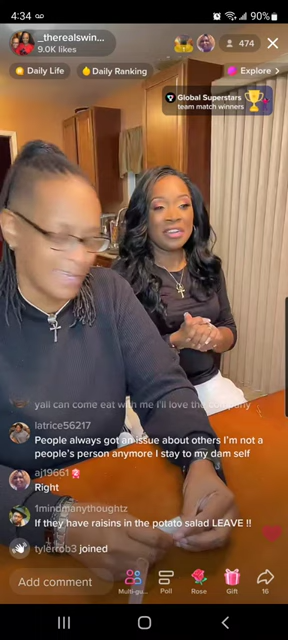 4:34
90%
_therealswin...
9.0K likes
474
Daily Life
Daily Ranking
Explore >
Global Superstars
team match winners
yall can come eat with me I'll love the company
latrice56217
People always got an issue about others I'm not a
people's person anymore I stay to my dam self
aj19661
Right
1mindmanythoughtz
If they have raisins in the potato salad LEAVE !!
tylerrob3 joined
Add comment
Multi-gu...
Poll
Rose
Gift
16